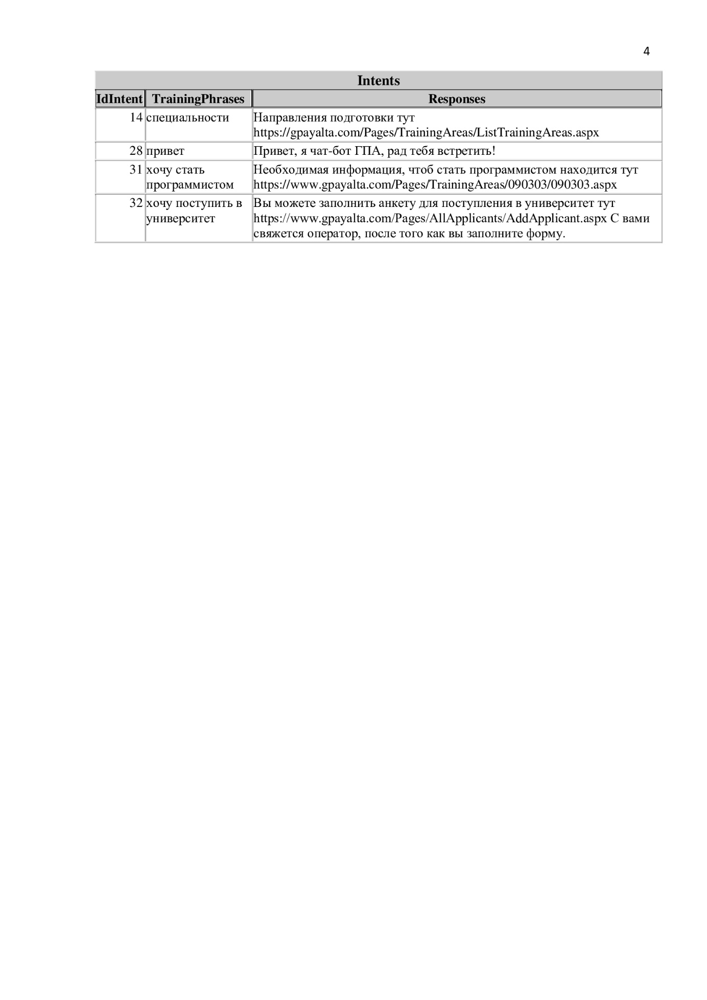 4
Intents
IdIntent TrainingPhrases Responses
14 специальности Направления подготовки тут
https://gpayalta.com/Pages/TrainingAreas/ListTrainingAreas.aspx
28 привет Привет, я чат-бот ГПА, рад тебя встретить!
31 хочу стать Необходимая информация, чтоб стать программистом находится тут
программистом https://www.gpayalta.com/Pages/TrainingAreas/090303/090303.aspx
32 хочу поступить в Вы можете заполнить анкету для поступления в университет тут
университет https://www.gpayalta.com/Pages/AllApplicants/AddApplicant.aspx С вами
свяжется оператор, после того как вы заполните форму.